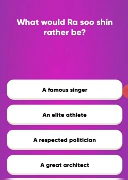 What would Ra soo shin
rather be?
A famous singer
An elite athlete
A respected politician
A great architect